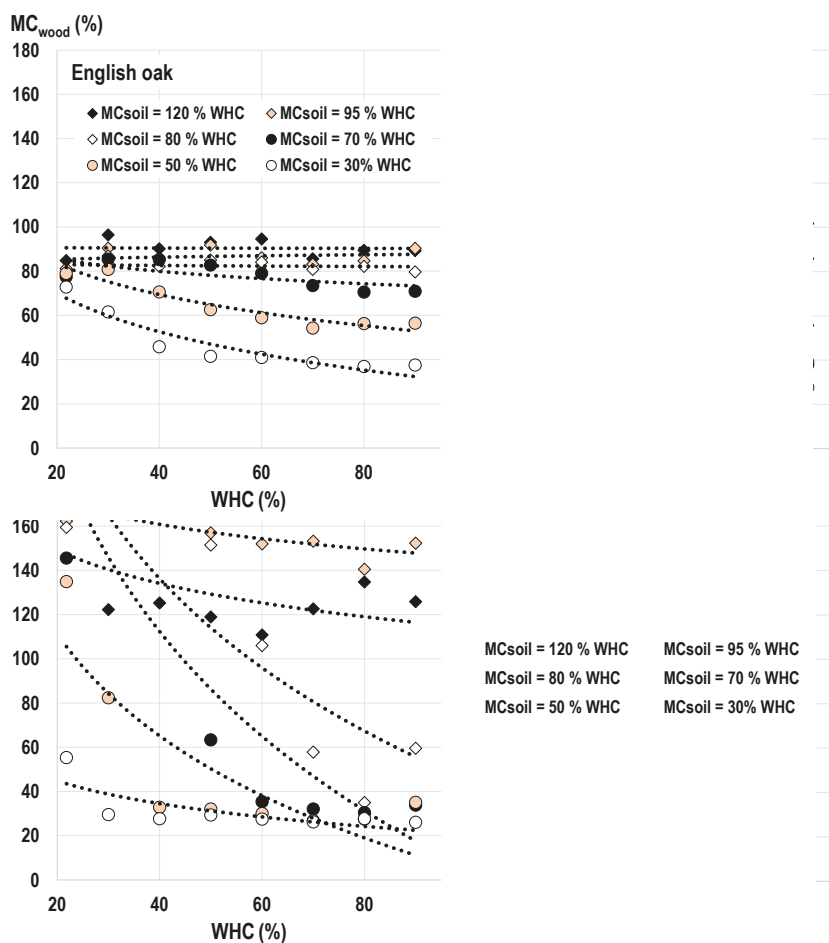 MCwood (%)
180
English oak
160
MCsoil = 120 % WHC MCsoil = 95 % WHC
140
MCsoil = 80 % WHC MCsoil = 70 % WHC
MCsoil = 50 % WHC MCsoil = 30% WHC
120
100
80
60
40
20
0
20 40 60 80
WHC (%)
160
140
120
100
80
60
40
20
0
20 40 60 80
WHC (%)
MCsoil = 120 % WHC MCsoil = 95 % WHC
MCsoil = 80 % WHC MCsoil = 70 % WHC
MCsoil = 50 % WHC MCsoil = 30% WHC